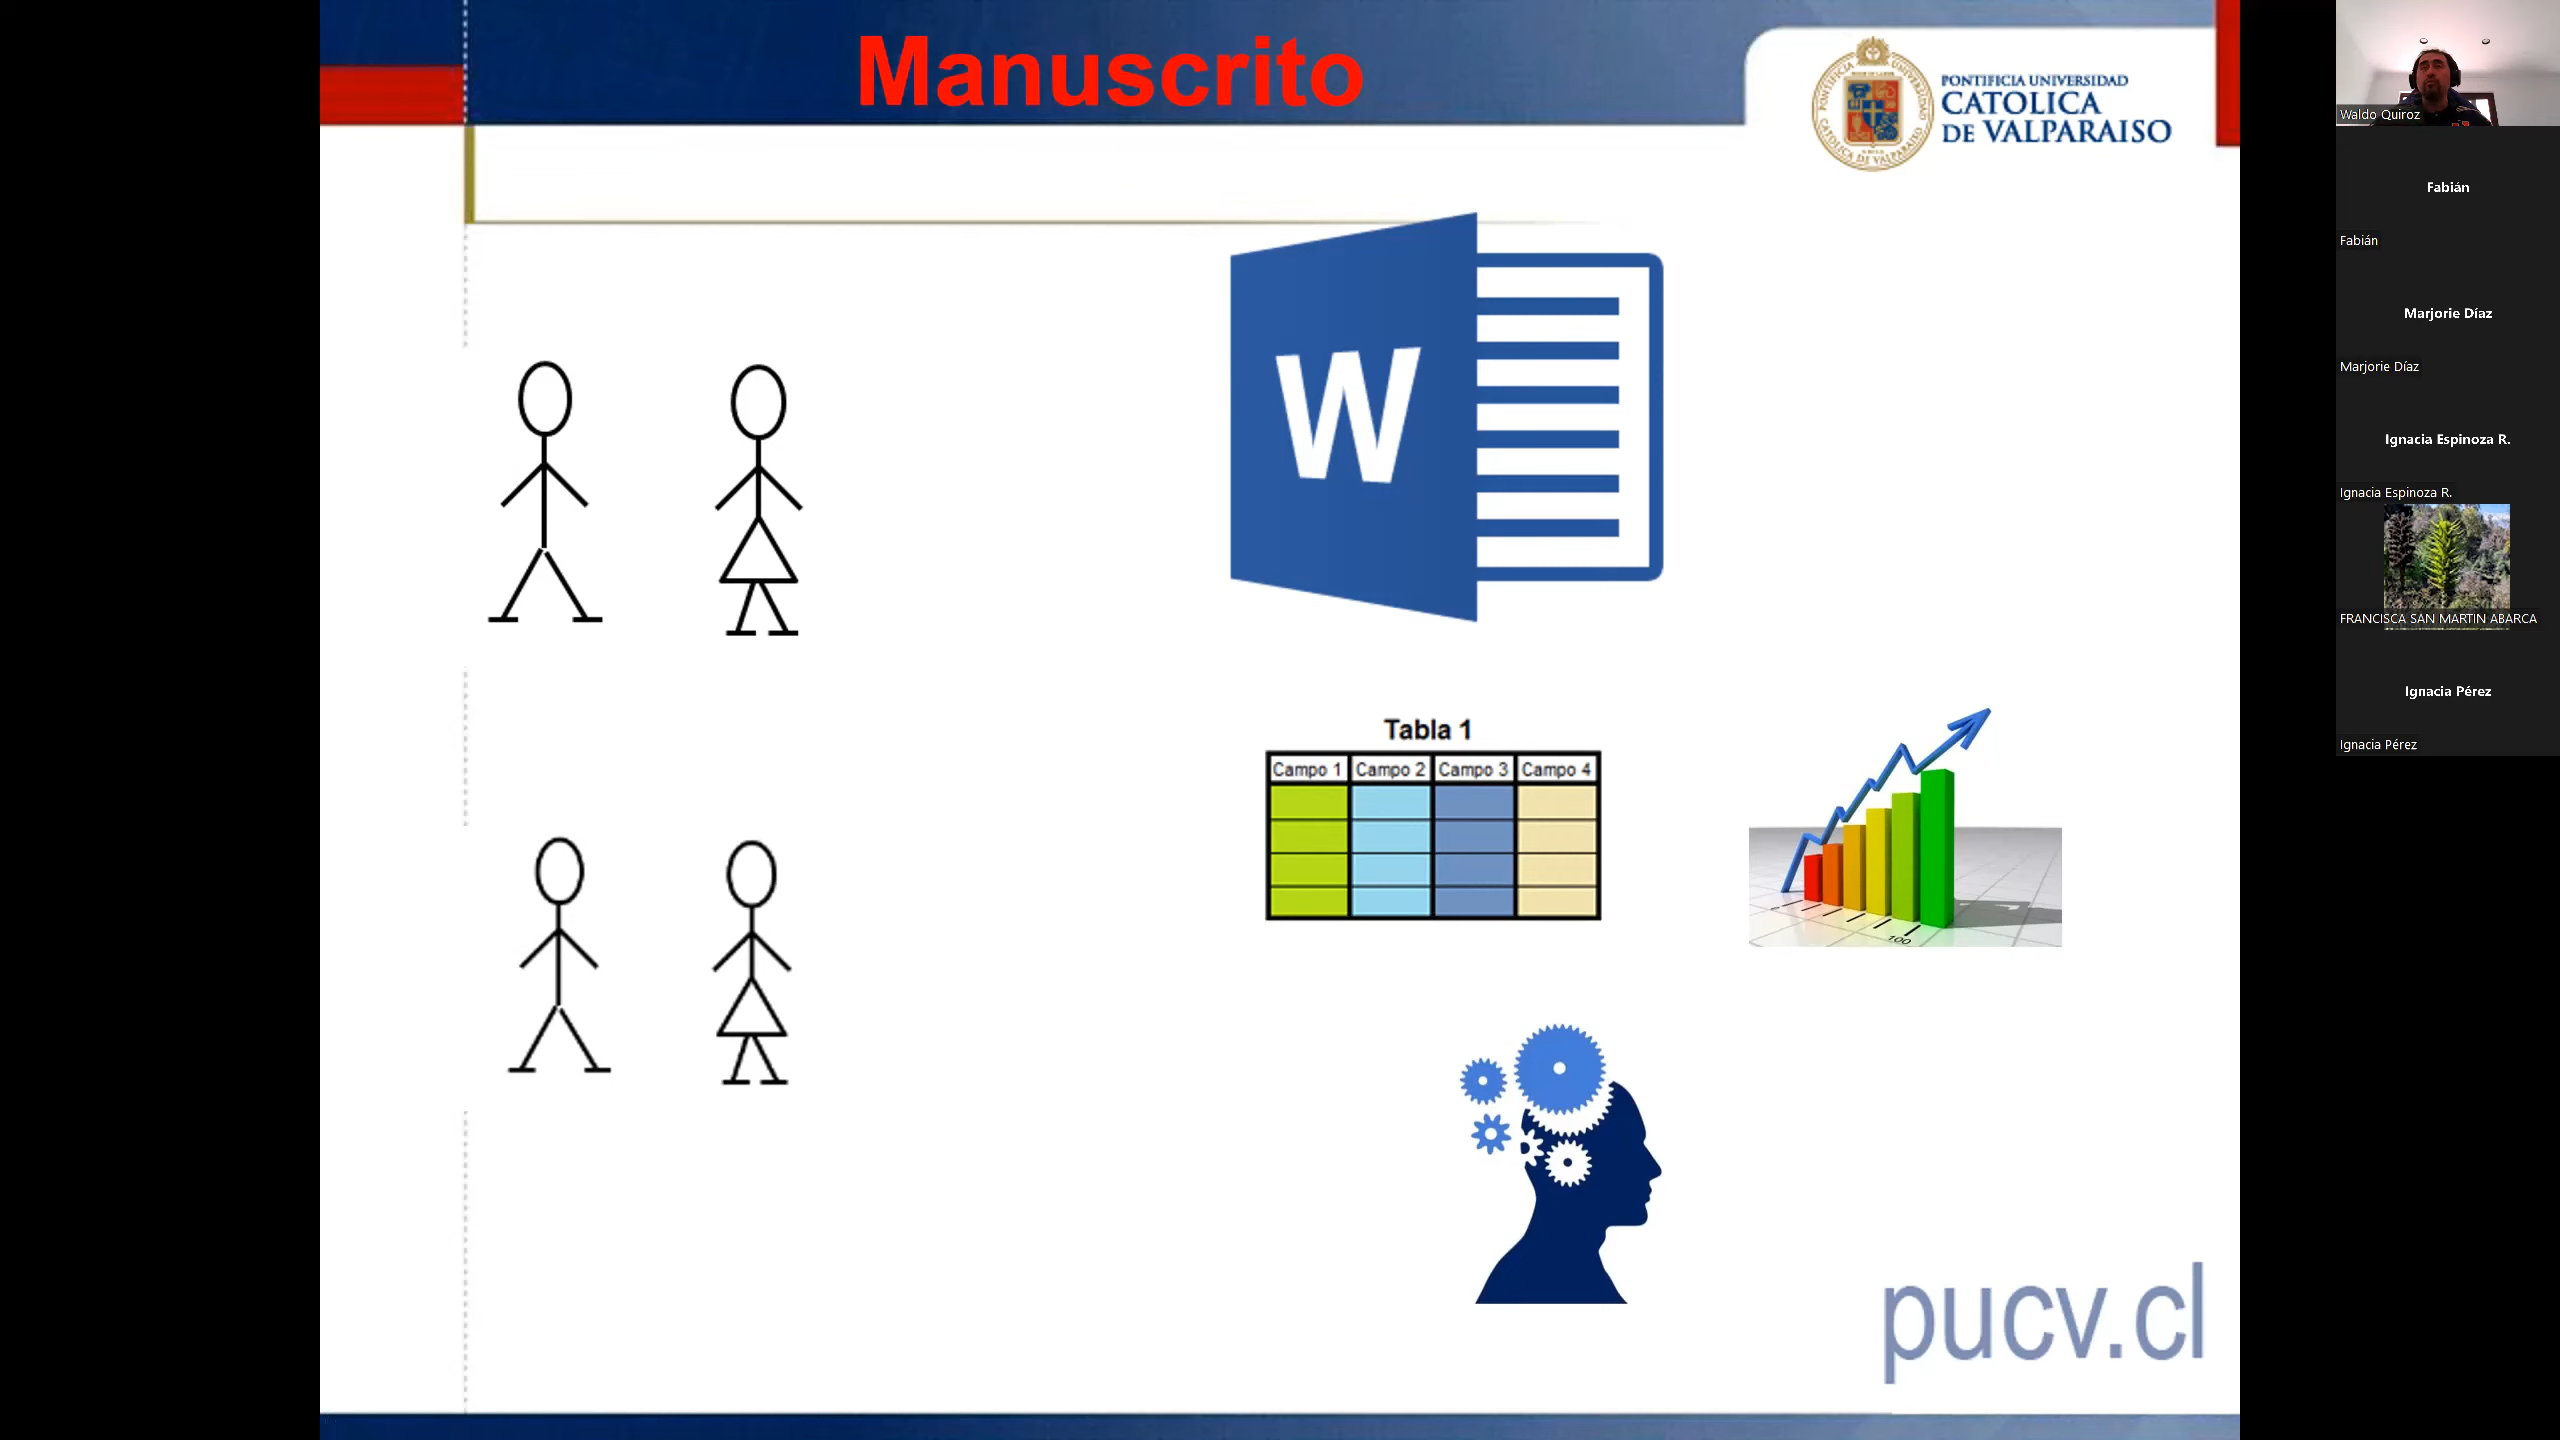 Manuscrito
PONTIFICIA UNIVERSIDAD
CATOLICA
DE VALPARAISO
W
Tabla 1
Campo 1 Campo 2 Campo 3 Campo 4
100
pucv.cl
Waldo Quiroz
Fabián
Fabián
Marjorie Díaz
Marjorie Díaz
Ignacia Espinoza R.
Ignacia Espinoza R.
FRANCISCA SAN MARTIN ABARCA
Ignacia Pérez
Ignacia Pérez